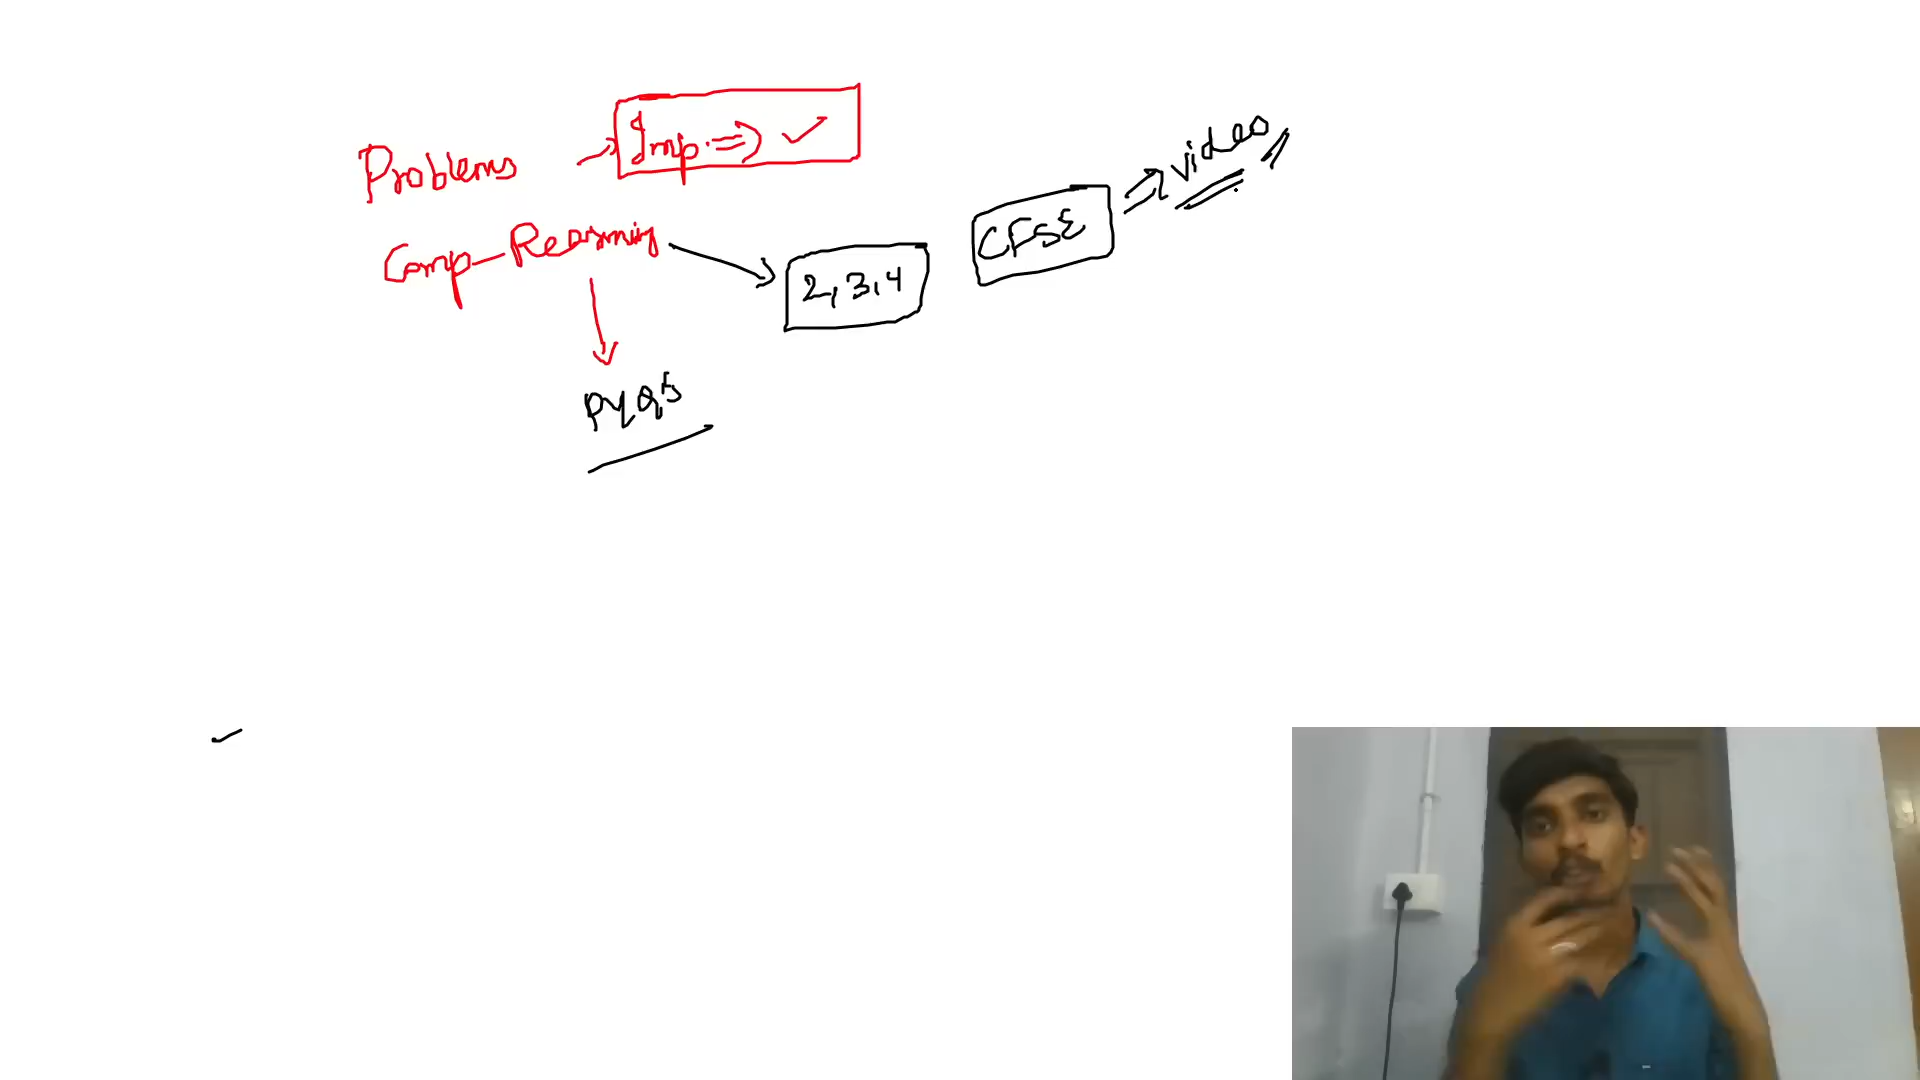 Problems → Imp. ⇒ ✓
Comp - Reasoning → 2, 3, 4
CFSE ⇒ video
PYQ's